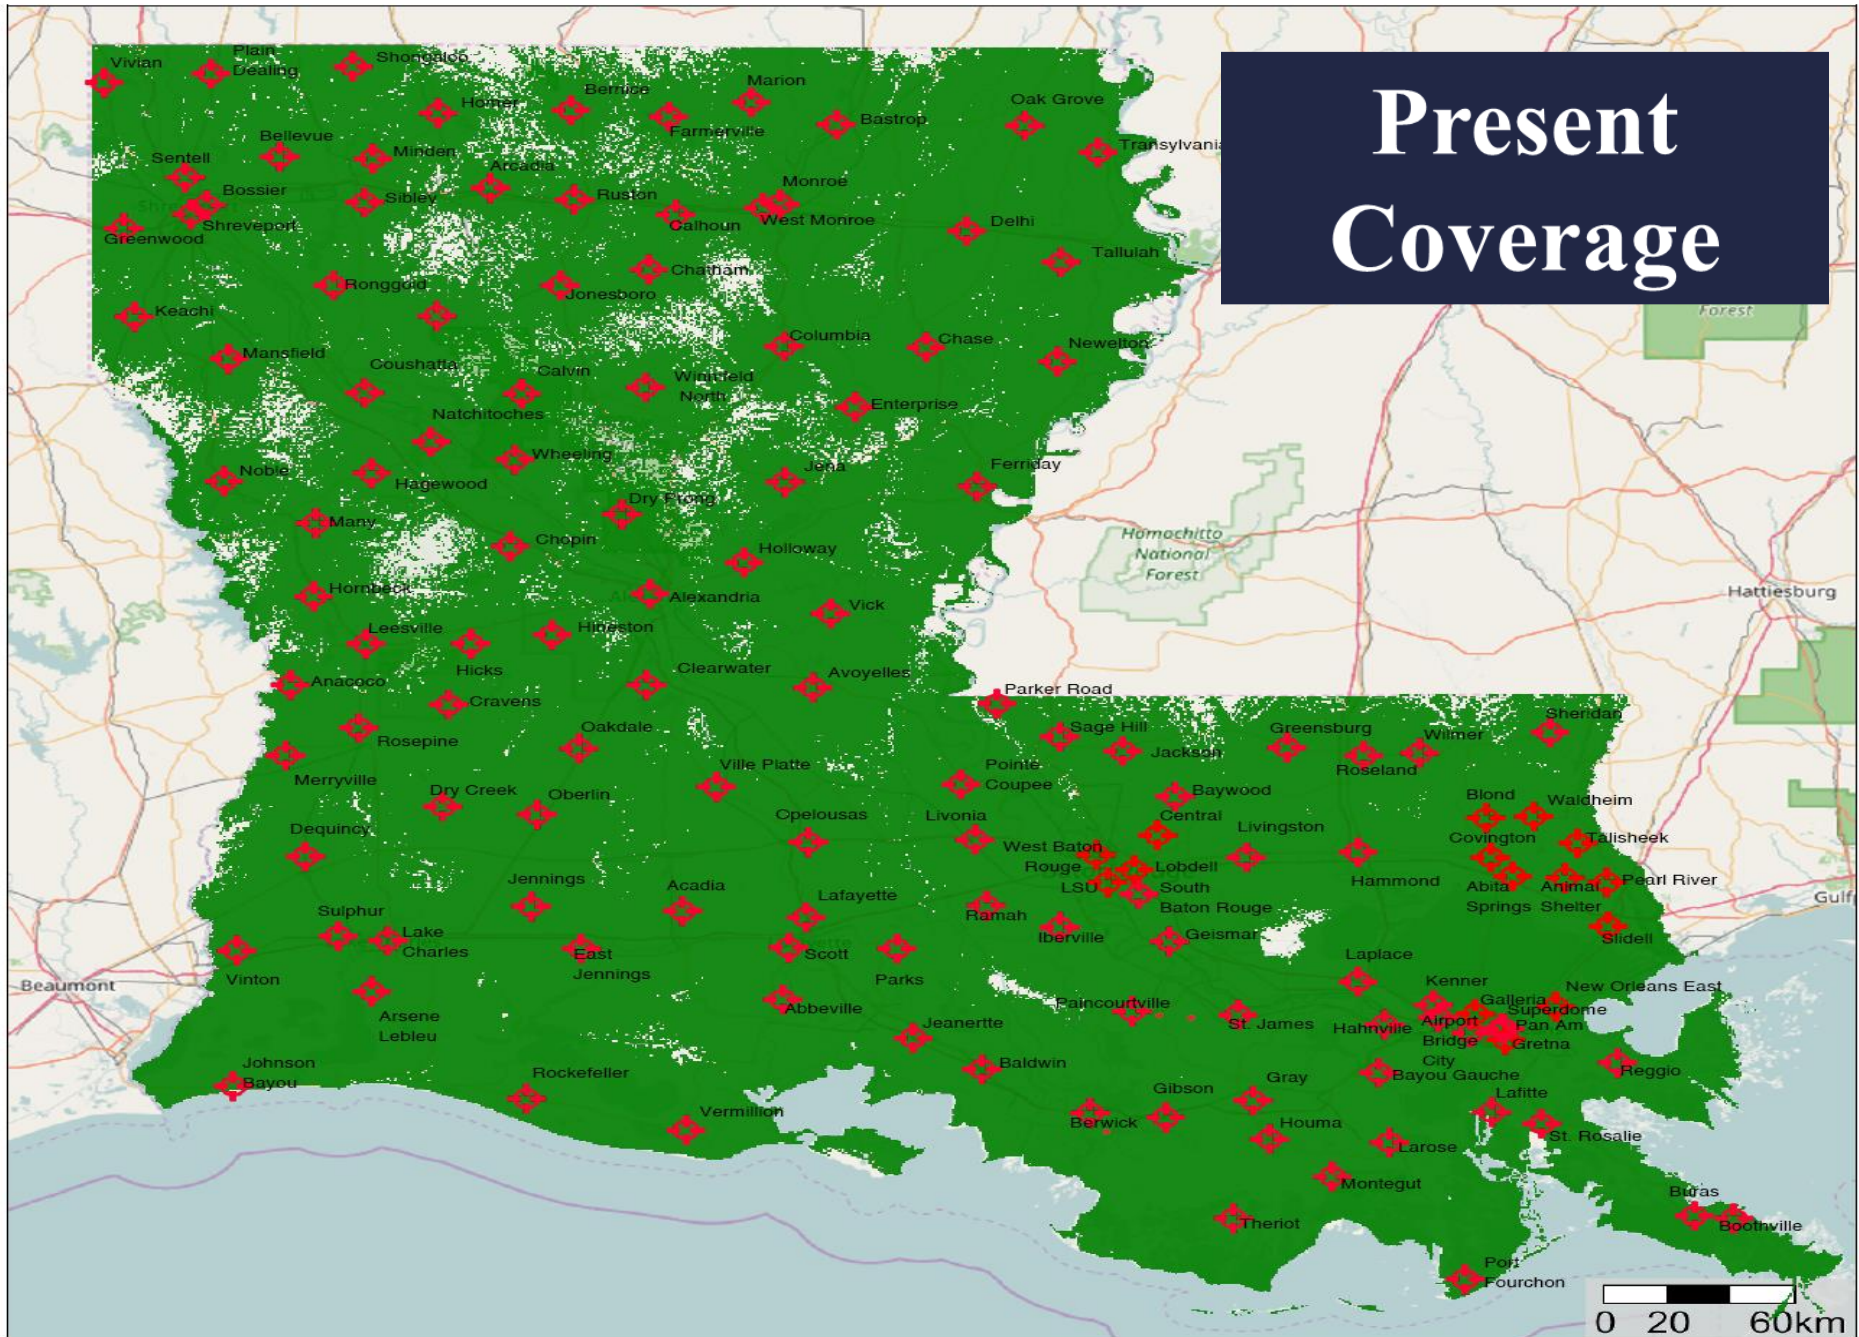 Present
Coverage
Vivian
Plain
Dealing
Shongaloo
Homer
Bernice
Marion
Farmerville
Bastrop
Oak Grove
Transylvania
Bellevue
Sentell
Minden
Arcadia
Bossier
Sibley
Ruston
Monroe
Shreveport
Greenwood
Calhoun
West Monroe
Delhi
Tallulah
Chatham
Ronggold
Jonesboro
Keachi
Columbia
Chase
Newelton
Mansfield
Coushatta
Calvin
Winnfield
North
Enterprise
Natchitoches
Wheeling
Noble
Hagewood
Jena
Ferriday
Dry Prong
Many
Chopin
Holloway
Hornbeck
Alexandria
Vick
Leesville
Hicks
Hineston
Clearwater
Avoyelles
Anacoco
Cravens
Parker Road
Rosepine
Oakdale
Sage Hill
Jackson
Greensburg
Roseland
Wilmer
Sheridan
Merryville
Ville Platte
Pointe
Coupee
Dry Creek
Oberlin
Baywood
Blond
Waldheim
Dequincy
Opelousas
Livonia
Central
Livingston
Covington
Talisheek
West Baton
Rouge
Lobdell
LSU
South
Baton Rouge
Hammond
Abita
Springs
Animal
Shelter
Pearl River
Jennings
Acadia
Lafayette
Ramah
Iberville
Geismar
Slidell
Sulphur
Lake
Charles
Vinton
East
Jennings
Scott
Parks
Laplace
Kenner
New Orleans East
Arsene
Lebleu
Abbeville
Jeanertte
Paincourtville
St. James
Hahnville
Galleria
Superdome
Airport
Pan Am
Bridge
City
Gretna
Johnson
Bayou
Rockefeller
Baldwin
Gibson
Gray
Bayou Gauche
Reggio
Lafitte
Vermillion
Berwick
Houma
Larose
St. Rosalie
Montegut
Theriot
Buras
Boothville
Port
Fourchon
Forest
Homochitto
National
Forest
Hattiesburg
Beaumont
Gulf
0 20 60km